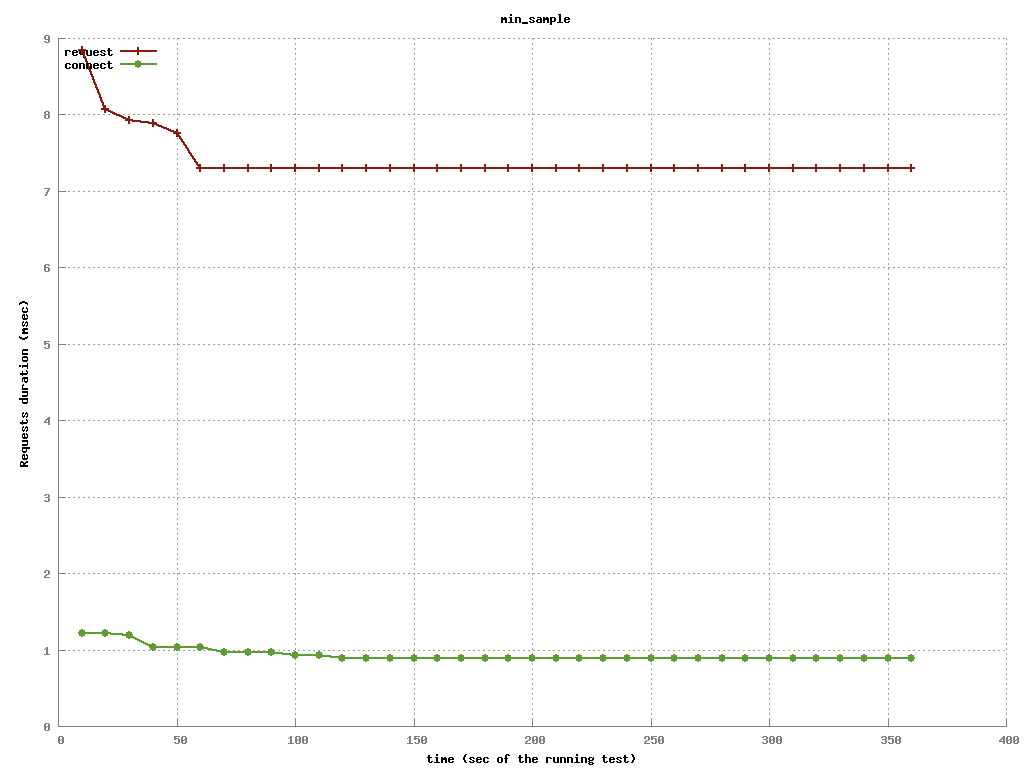 min_sample
9
request
connect
8
7
6
5
4
3
2
1
0
Requests duration (msec)
0 50 100 150 200 250 300 350 400
time (sec of the running test)